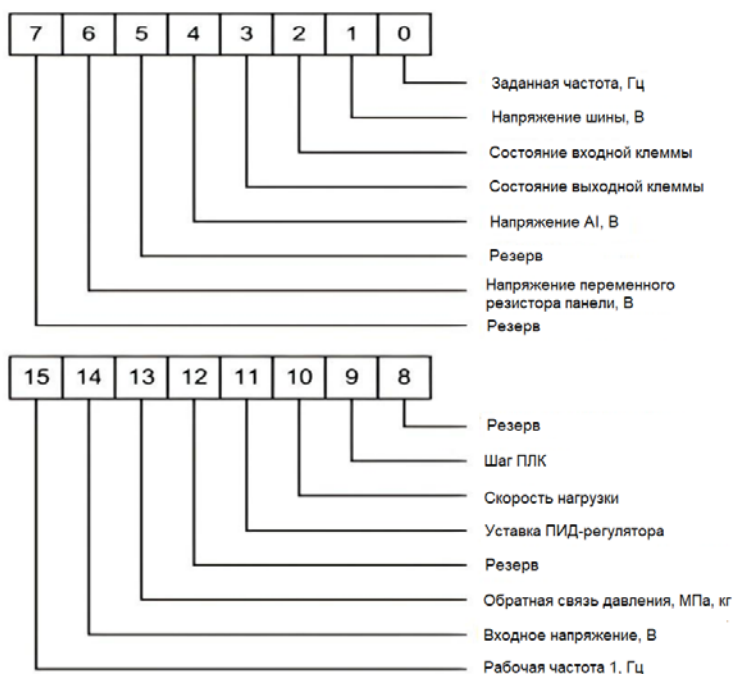 7 6 5 4 3 2 1 0
Заданная частота, Гц
Напряжение шины, В
Состояние входной клеммы
Состояние выходной клеммы
Напряжение AI, В
Резерв
Напряжение переменного
резистора панели, В
Резерв
15 14 13 12 11 10 9 8
Резерв
Шаг ПЛК
Скорость нагрузки
Уставка ПИД-регулятора
Резерв
Обратная связь давления, МПа, кг
Входное напряжение, В
Рабочая частота 1, Гц